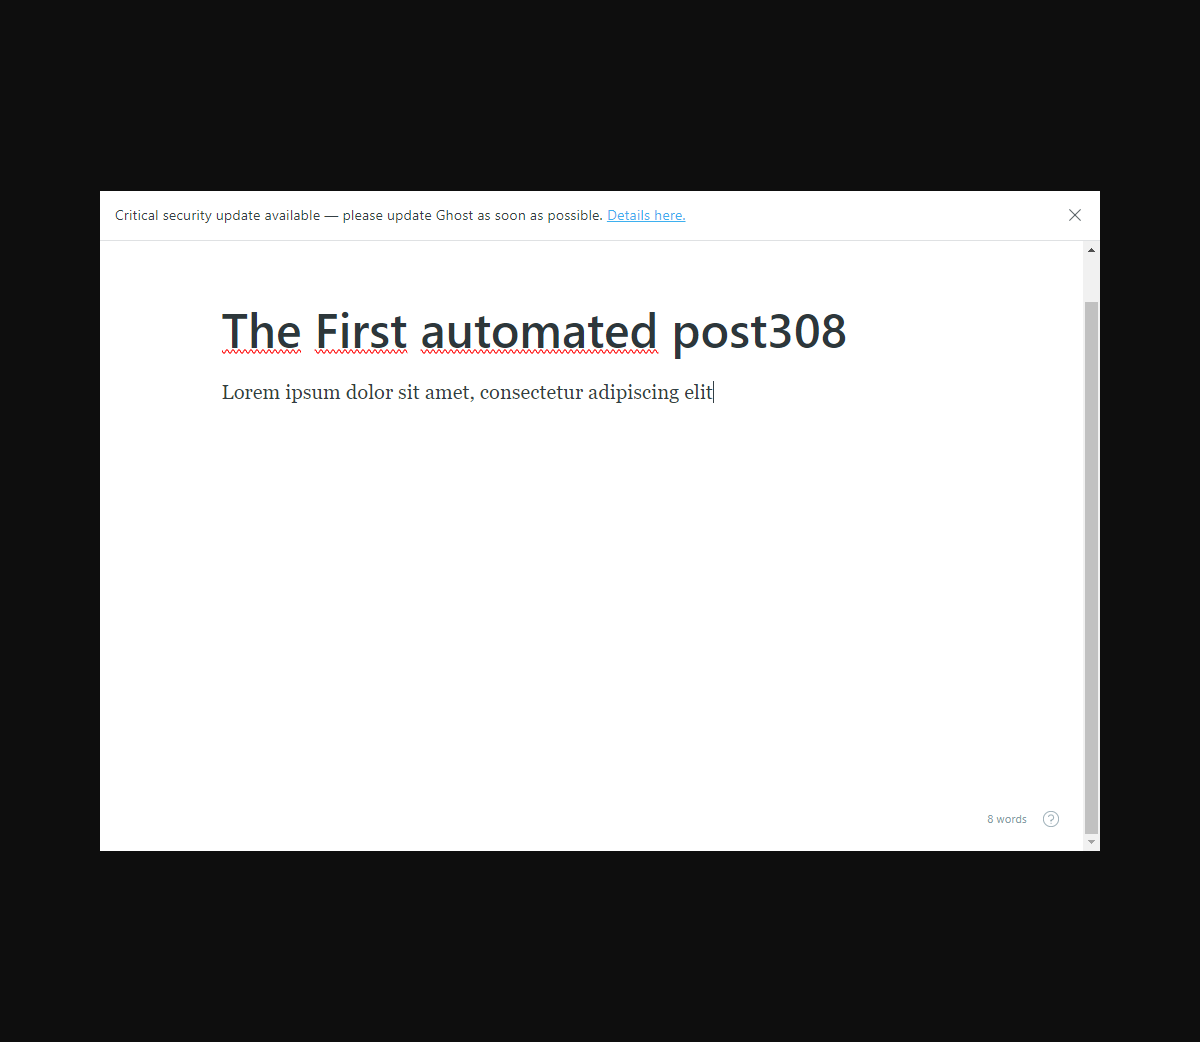 Critical security update available — please update Ghost as soon as possible. Details here.
The First automated post308
Lorem ipsum dolor sit amet, consectetur adipiscing elit
8 words
?